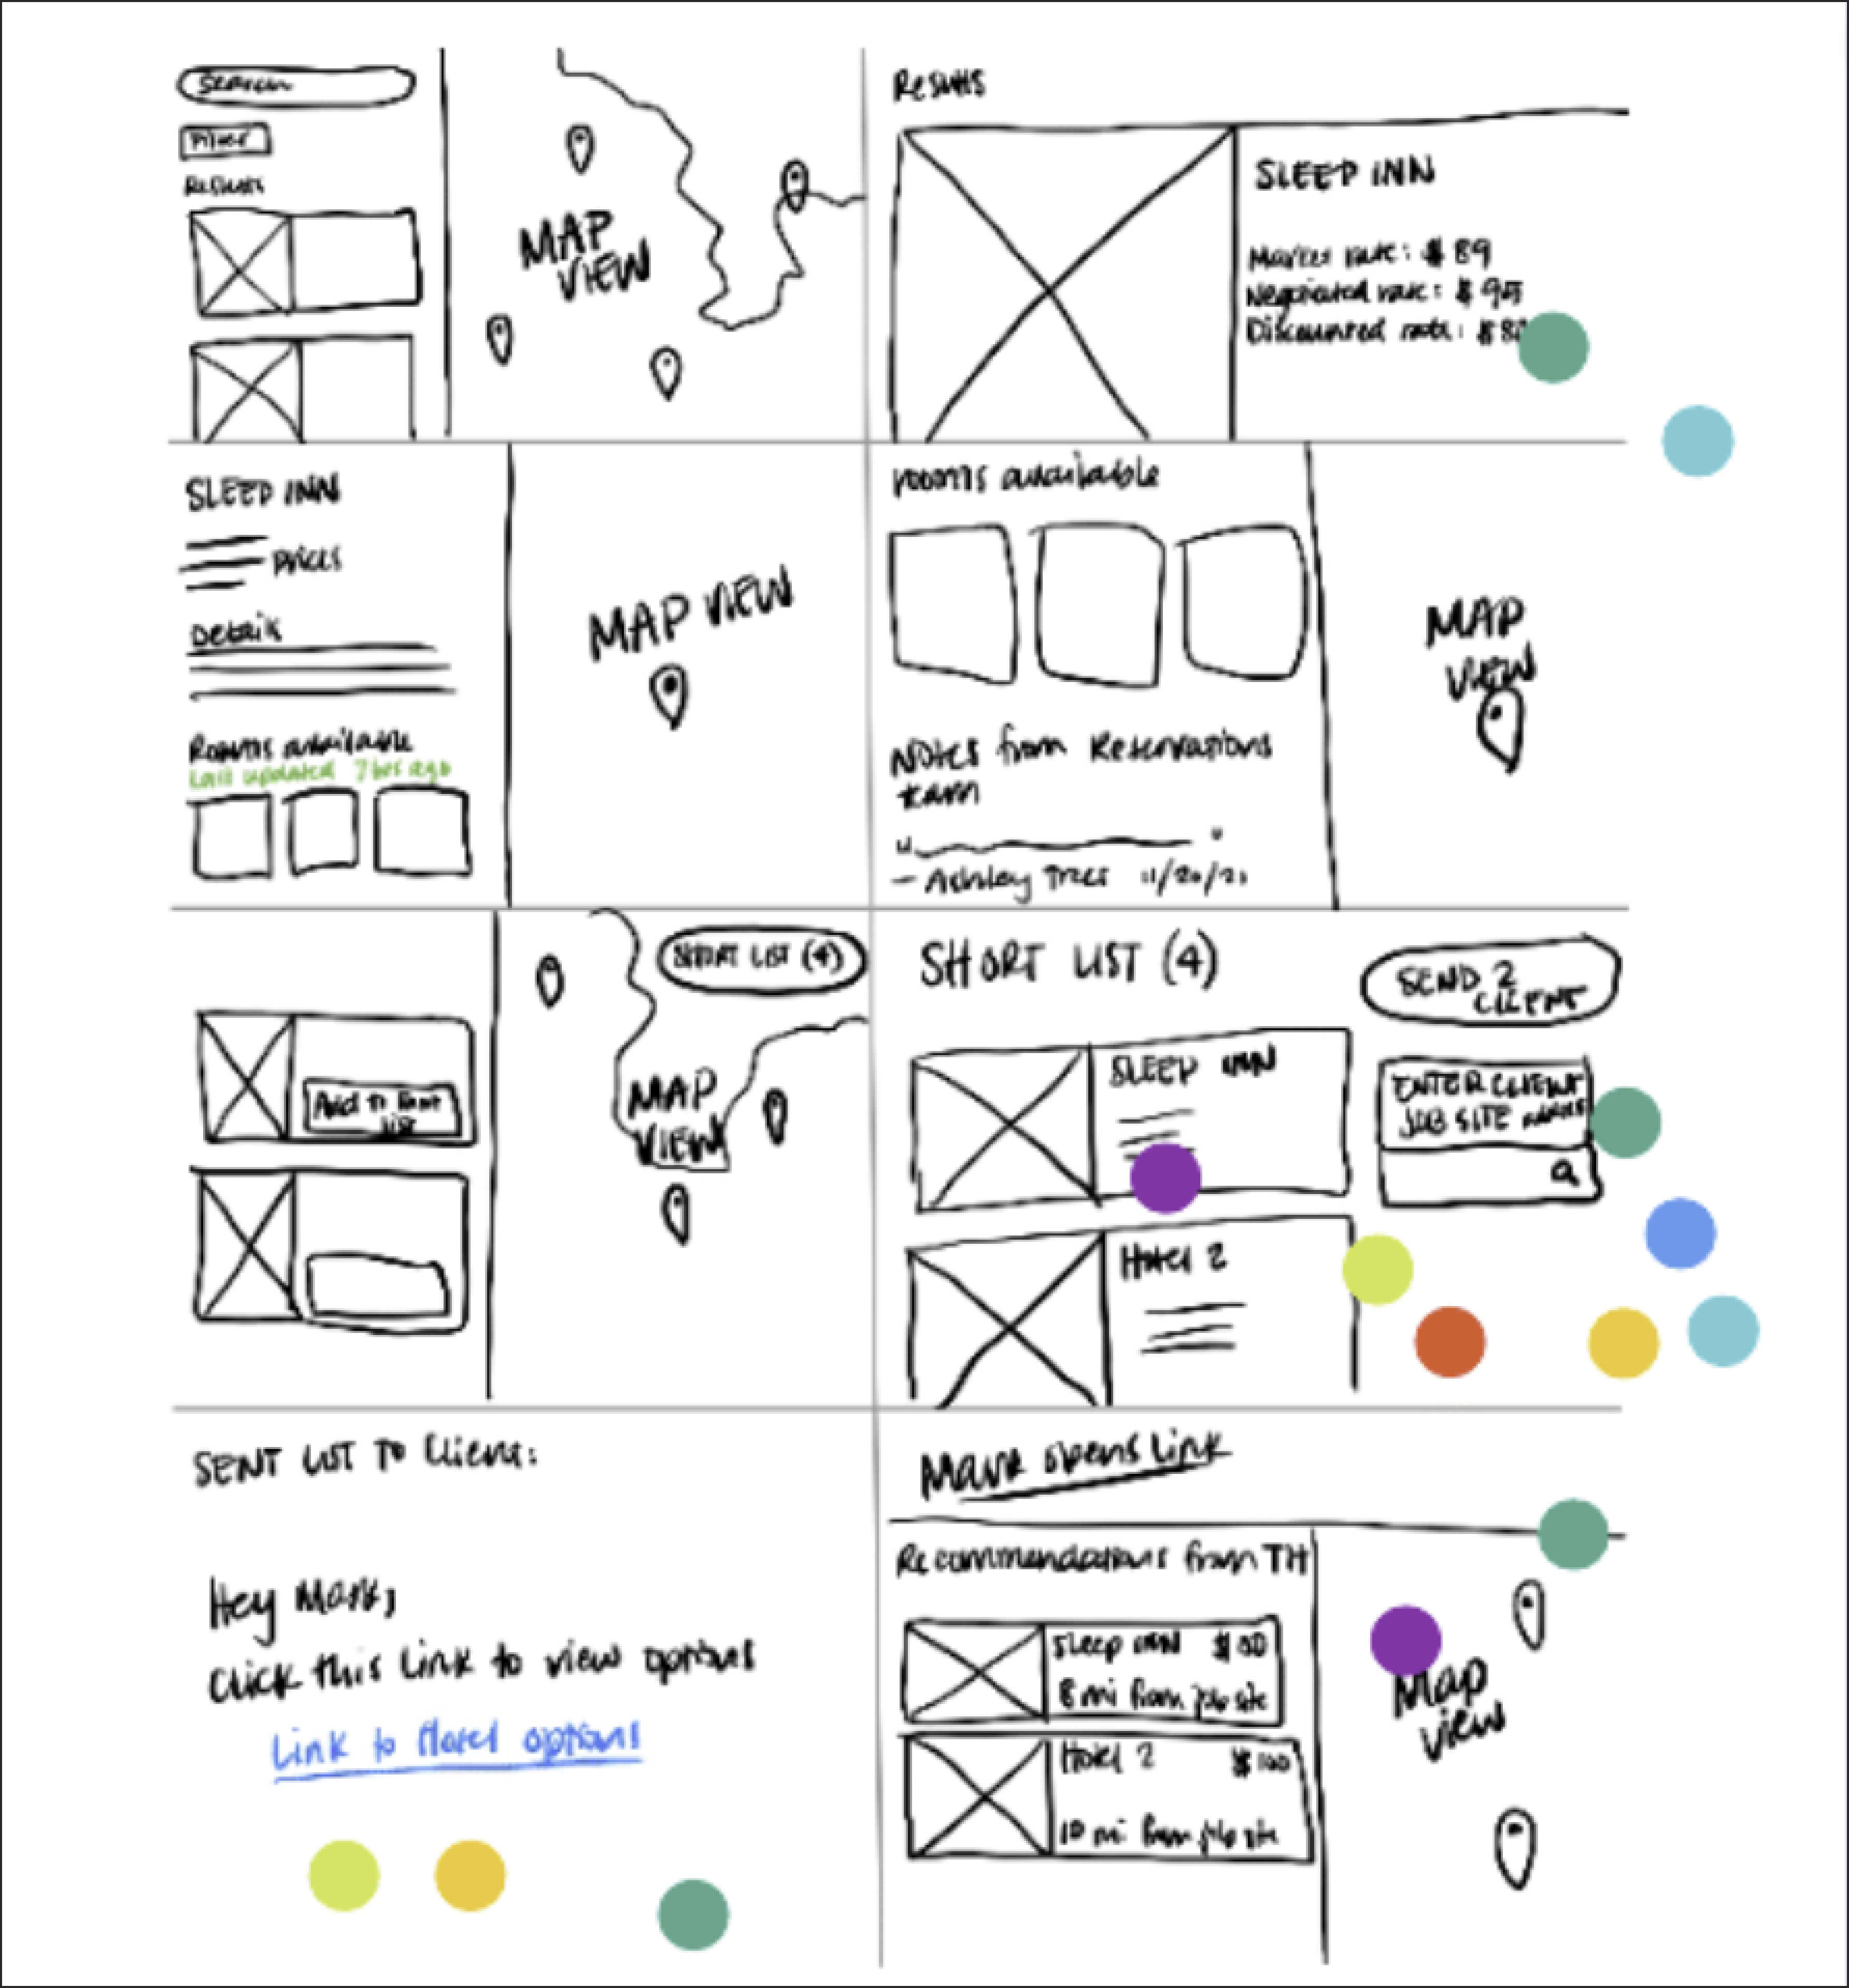 Search
Filter
Results
MAP
VIEW
Results
SLEEP INN
Market rate: $89
Negotiated rate: $95
Discounted rate: $8
SLEEP INN
prices
Details
Rooms available
Last updated 7 hrs ago
MAP VIEW
rooms available
Notes from Reservations
team
— Ashley 11/20/21
MAP
VIEW
Add to Short
list
SHORT LIST (4)
MAP
VIEW
SHORT LIST (4)
SEND 2
CLIENT
SLEEP INN
ENTER CLIENT
JOB SITE
Hotel 2
SENT LIST TO Client:
Hey Mark,
Click this link to view options
Link to Hotel options
Mark opens link
Recommendations from TH
Sleep INN
8 mi from job site
Hotel 2 $100
10 mi from job site
Map
view